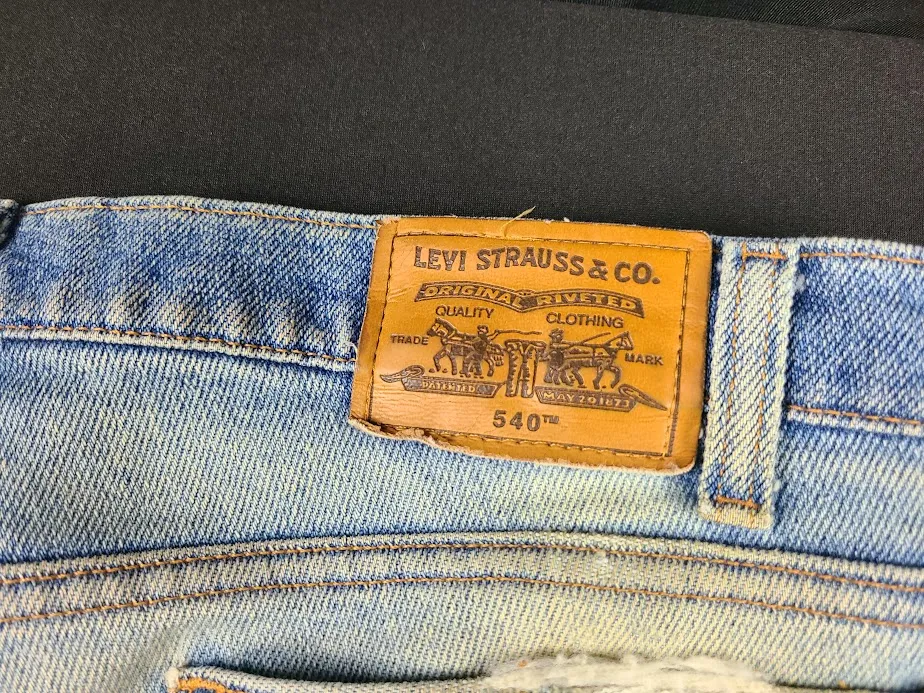 LEVI STRAUSS & CO.
ORIGINAL RIVETED
QUALITY CLOTHING
TRADE MARK
PATENTED MAY 20 1873
540™